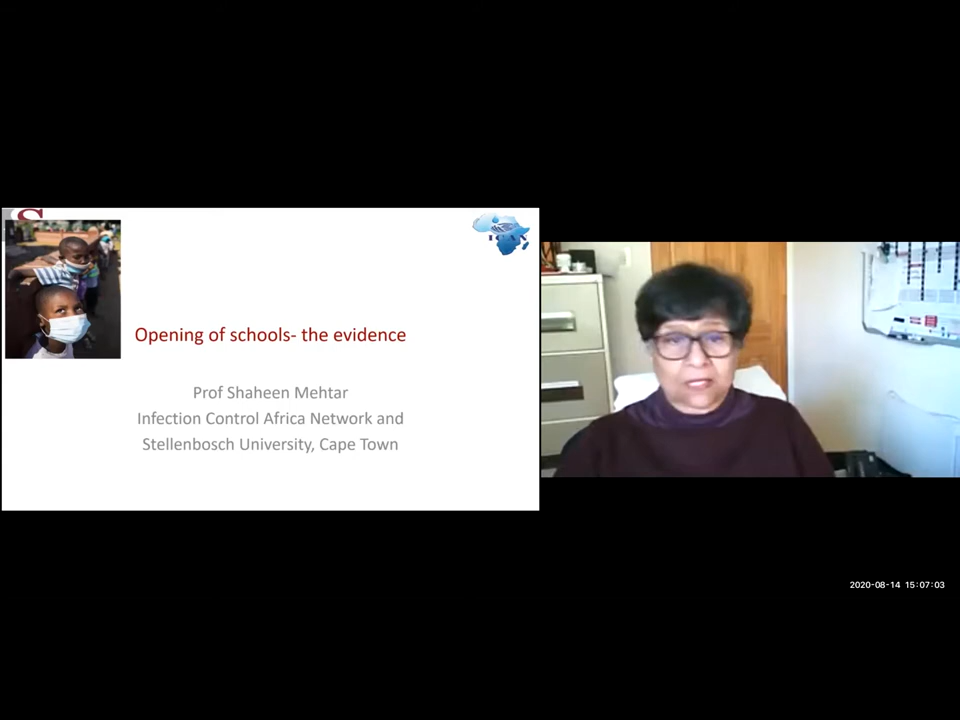 S
ICAN
Opening of schools- the evidence
Prof Shaheen Mehtar
Infection Control Africa Network and
Stellenbosch University, Cape Town
2020-08-14 15:07:03